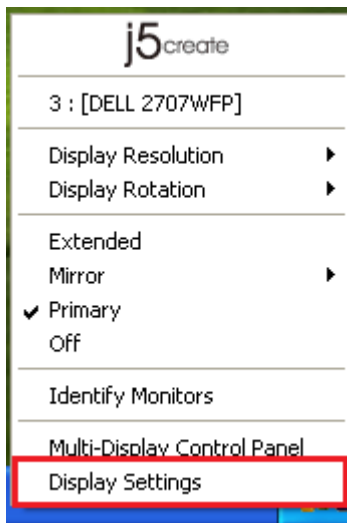 j5create
3 : [DELL 2707WFP]
Display Resolution
Display Rotation
Extended
Mirror
Primary
Off
Identify Monitors
Multi-Display Control Panel
Display Settings